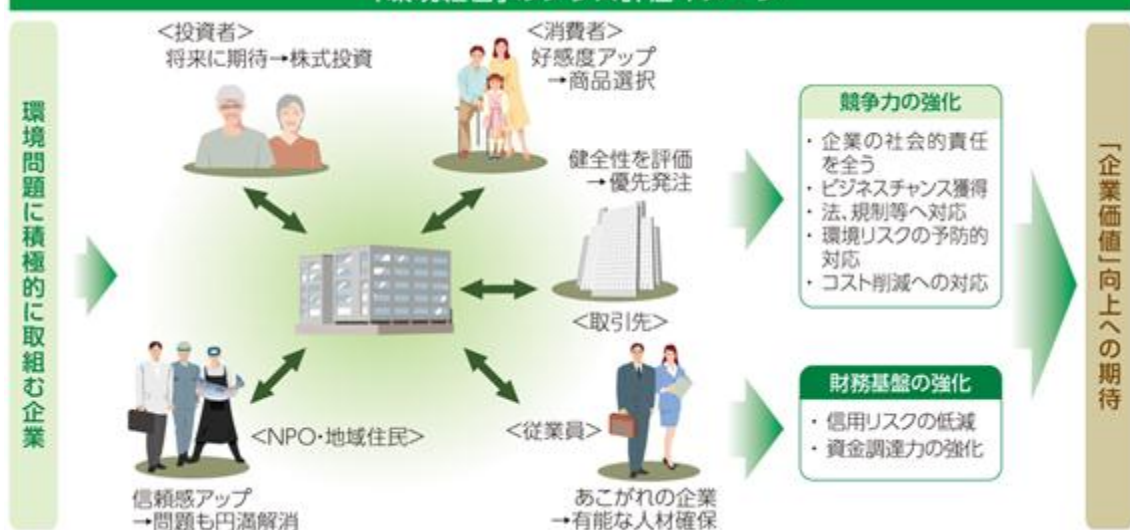 環境問題に積極的に取組む企業
<投資者>
将来に期待→株式投資
<消費者>
好感度アップ
→商品選択
健全性を評価
→優先発注
<取引先>
<NPO・地域住民>
信頼感アップ
→問題も円満解消
<従業員>
あこがれの企業
→有能な人材確保
競争力の強化
・企業の社会的責任
を全う
・ビジネスチャンス獲得
・法、規制等へ対応
・環境リスクの予防的
対応
・コスト削減への対応
財務基盤の強化
・信用リスクの低減
・資金調達力の強化
「企業価値」向上への期待